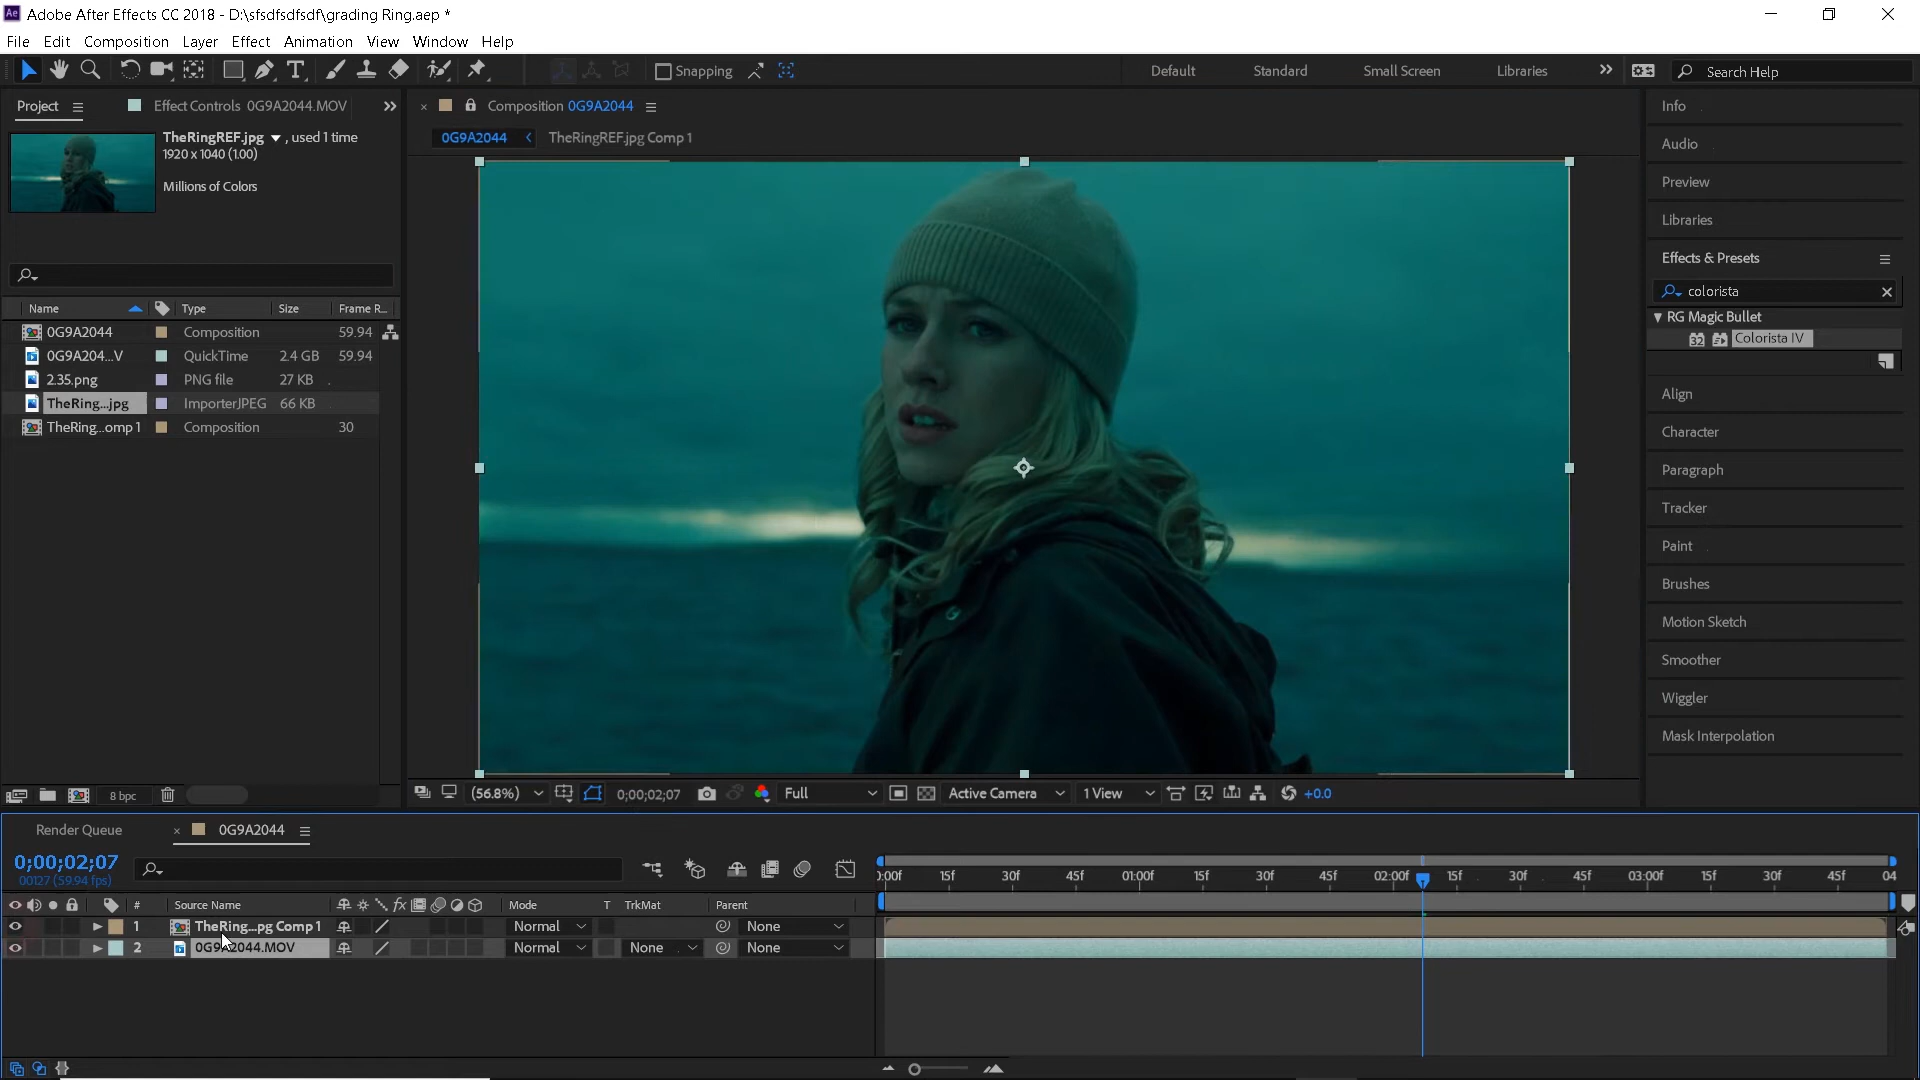 Ae Adobe After Effects CC 2018 - D:\sfsdfsdfsdf\grading Ring.aep *
File Edit Composition Layer Effect Animation View Window Help
Snapping Default Standard Small Screen Libraries Search Help
Project Effect Controls 0G9A2044.MOV
TheRingREF.jpg , used 1 time
1920 x 1040 (1.00)
Millions of Colors
Name Type Size Frame R...
0G9A2044 Composition 59.94
0G9A204...V QuickTime 2.4 GB 59.94
2.35.png PNG file 27 KB
TheRing...jpg ImporterJPEG 66 KB
TheRing...omp 1 Composition 30
8 bpc
Composition 0G9A2044
0G9A2044 TheRingREF.jpg Comp 1
(56.8%) 0;00;02;07 Full Active Camera 1 View +0.0
Info
Audio
Preview
Libraries
Effects & Presets
colorista
RG Magic Bullet
32 Colorista IV
Align
Character
Paragraph
Tracker
Paint
Brushes
Motion Sketch
Smoother
Wiggler
Mask Interpolation
Render Queue 0G9A2044
0;00;02;07
00127 (59.94 fps)
0:00f 15f 30f 45f 01:00f 15f 30f 45f 02:00f 15f 30f 45f 03:00f 15f 30f 45f 04
# Source Name fx Mode T TrkMat Parent
1 TheRing...pg Comp 1 Normal None
2 0G9A2044.MOV Normal None None